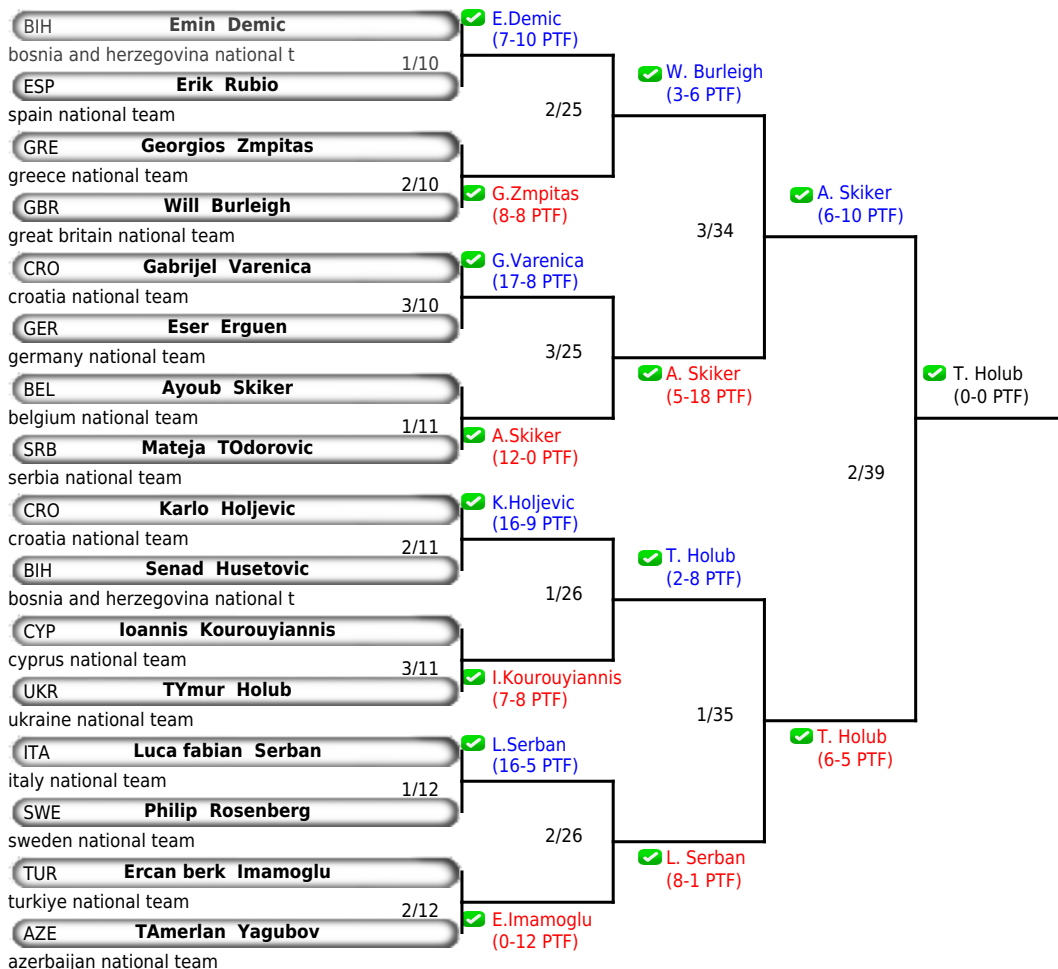 BIH Emin Demic
bosnia and herzegovina national t
1/10
ESP Erik Rubio
spain national team
GRE Georgios Zmpitas
greece national team
2/10
GBR Will Burleigh
great britain national team
CRO Gabrijel Varenica
croatia national team
3/10
GER Eser Erguen
germany national team
BEL Ayoub Skiker
belgium national team
1/11
SRB Mateja TOdorovic
serbia national team
CRO Karlo Holjevic
croatia national team
2/11
BIH Senad Husetovic
bosnia and herzegovina national t
CYP Ioannis Kourouyiannis
cyprus national team
3/11
UKR TYmur Holub
ukraine national team
ITA Luca fabian Serban
italy national team
1/12
SWE Philip Rosenberg
sweden national team
TUR Ercan berk Imamoglu
turkiye national team
2/12
AZE TAmerlan Yagubov
azerbaijan national team
E.Demic
(7-10 PTF)
2/25
G.Zmpitas
(8-8 PTF)
G.Varenica
(17-8 PTF)
3/25
A.Skiker
(12-0 PTF)
K.Holjevic
(16-9 PTF)
1/26
I.Kourouyiannis
(7-8 PTF)
L.Serban
(16-5 PTF)
2/26
E.Imamoglu
(0-12 PTF)
W. Burleigh
(3-6 PTF)
3/34
A. Skiker
(5-18 PTF)
T. Holub
(2-8 PTF)
1/35
L. Serban
(8-1 PTF)
A. Skiker
(6-10 PTF)
2/39
T. Holub
(6-5 PTF)
T. Holub
(0-0 PTF)